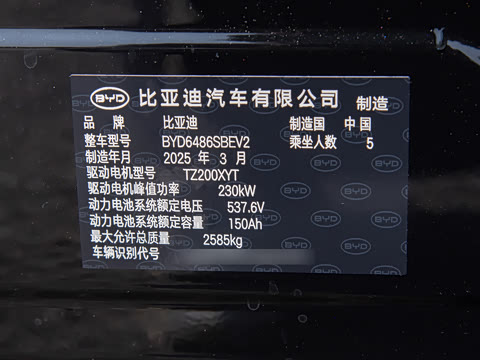 BYD 比亚迪汽车有限公司 制造
品牌 比亚迪 制造国 中国
整车型号 BYD6486SBEV2 乘坐人数 5
制造年月 2025 年 3 月
驱动电机型号 TZ200XYT
驱动电机峰值功率 230kW
动力电池系统额定电压 537.6V
动力电池系统额定容量 150Ah
最大允许总质量 2585kg
车辆识别代号